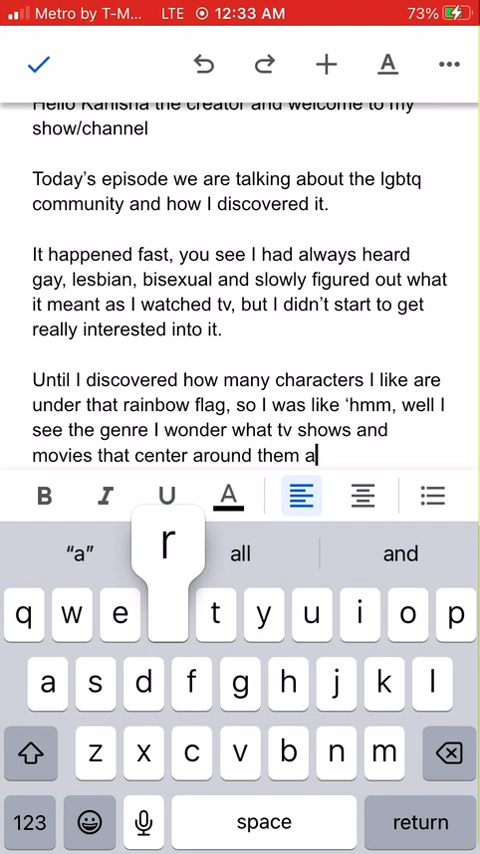 Metro by T-M... LTE 12:33 AM 73%
A
Hello Kanisha the creator and welcome to my
show/channel
Today's episode we are talking about the lgbtq
community and how I discovered it.
It happened fast, you see I had always heard
gay, lesbian, bisexual and slowly figured out what
it meant as I watched tv, but I didn't start to get
really interested into it.
Until I discovered how many characters I like are
under that rainbow flag, so I was like ‘hmm, well I
see the genre I wonder what tv shows and
movies that center around them a
B I U A
“a” all and
r
q w e t y u i o p
a s d f g h j k l
z x c v b n m
123 space return